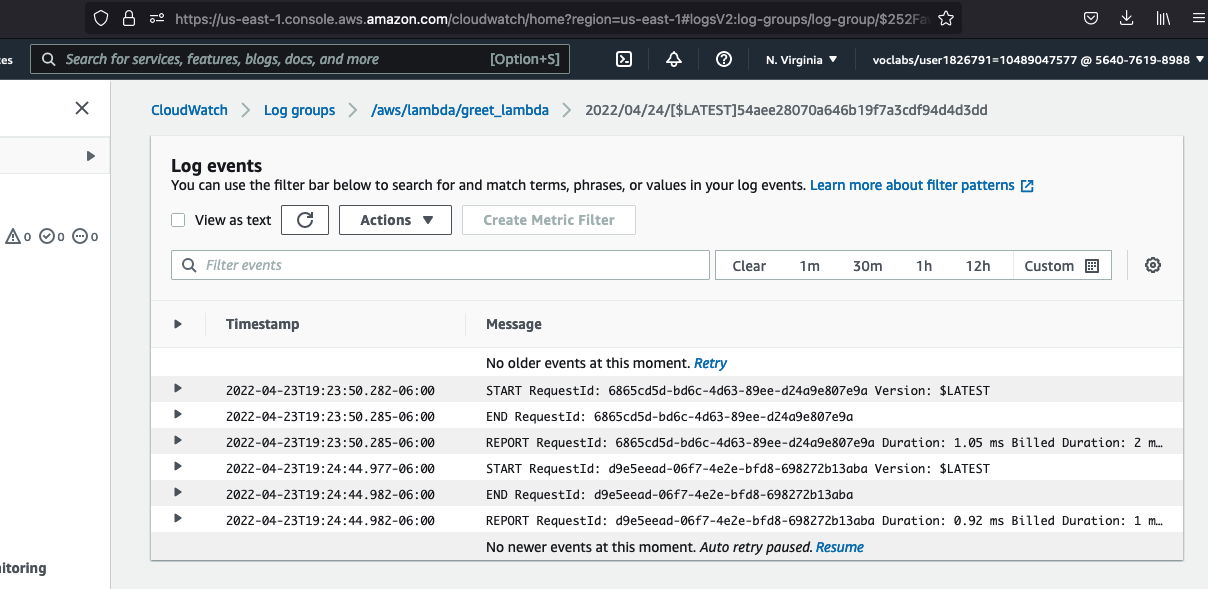 https://us-east-1.console.aws.amazon.com/cloudwatch/home?region=us-east-1#logsV2:log-groups/log-group/$252Fav
es Search for services, features, blogs, docs, and more [Option+S] N. Virginia ▼ voclabs/user1826791=10489047577 @ 5640-7619-8988 ▼
CloudWatch > Log groups > /aws/lambda/greet_lambda > 2022/04/24/[$LATEST]54aee28070a646b19f7a3cdf94d4d3dd
Log events
You can use the filter bar below to search for and match terms, phrases, or values in your log events. Learn more about filter patterns
View as text Actions ▼ Create Metric Filter
0 0 0
Filter events Clear 1m 30m 1h 12h Custom
Timestamp Message
No older events at this moment. Retry
2022-04-23T19:23:50.282-06:00 START RequestId: 6865cd5d-bd6c-4d63-89ee-d24a9e807e9a Version: $LATEST
2022-04-23T19:23:50.285-06:00 END RequestId: 6865cd5d-bd6c-4d63-89ee-d24a9e807e9a
2022-04-23T19:23:50.285-06:00 REPORT RequestId: 6865cd5d-bd6c-4d63-89ee-d24a9e807e9a Duration: 1.05 ms Billed Duration: 2 m…
2022-04-23T19:24:44.977-06:00 START RequestId: d9e5eead-06f7-4e2e-bfd8-698272b13aba Version: $LATEST
2022-04-23T19:24:44.982-06:00 END RequestId: d9e5eead-06f7-4e2e-bfd8-698272b13aba
2022-04-23T19:24:44.982-06:00 REPORT RequestId: d9e5eead-06f7-4e2e-bfd8-698272b13aba Duration: 0.92 ms Billed Duration: 1 m…
No newer events at this moment. Auto retry paused. Resume
itoring